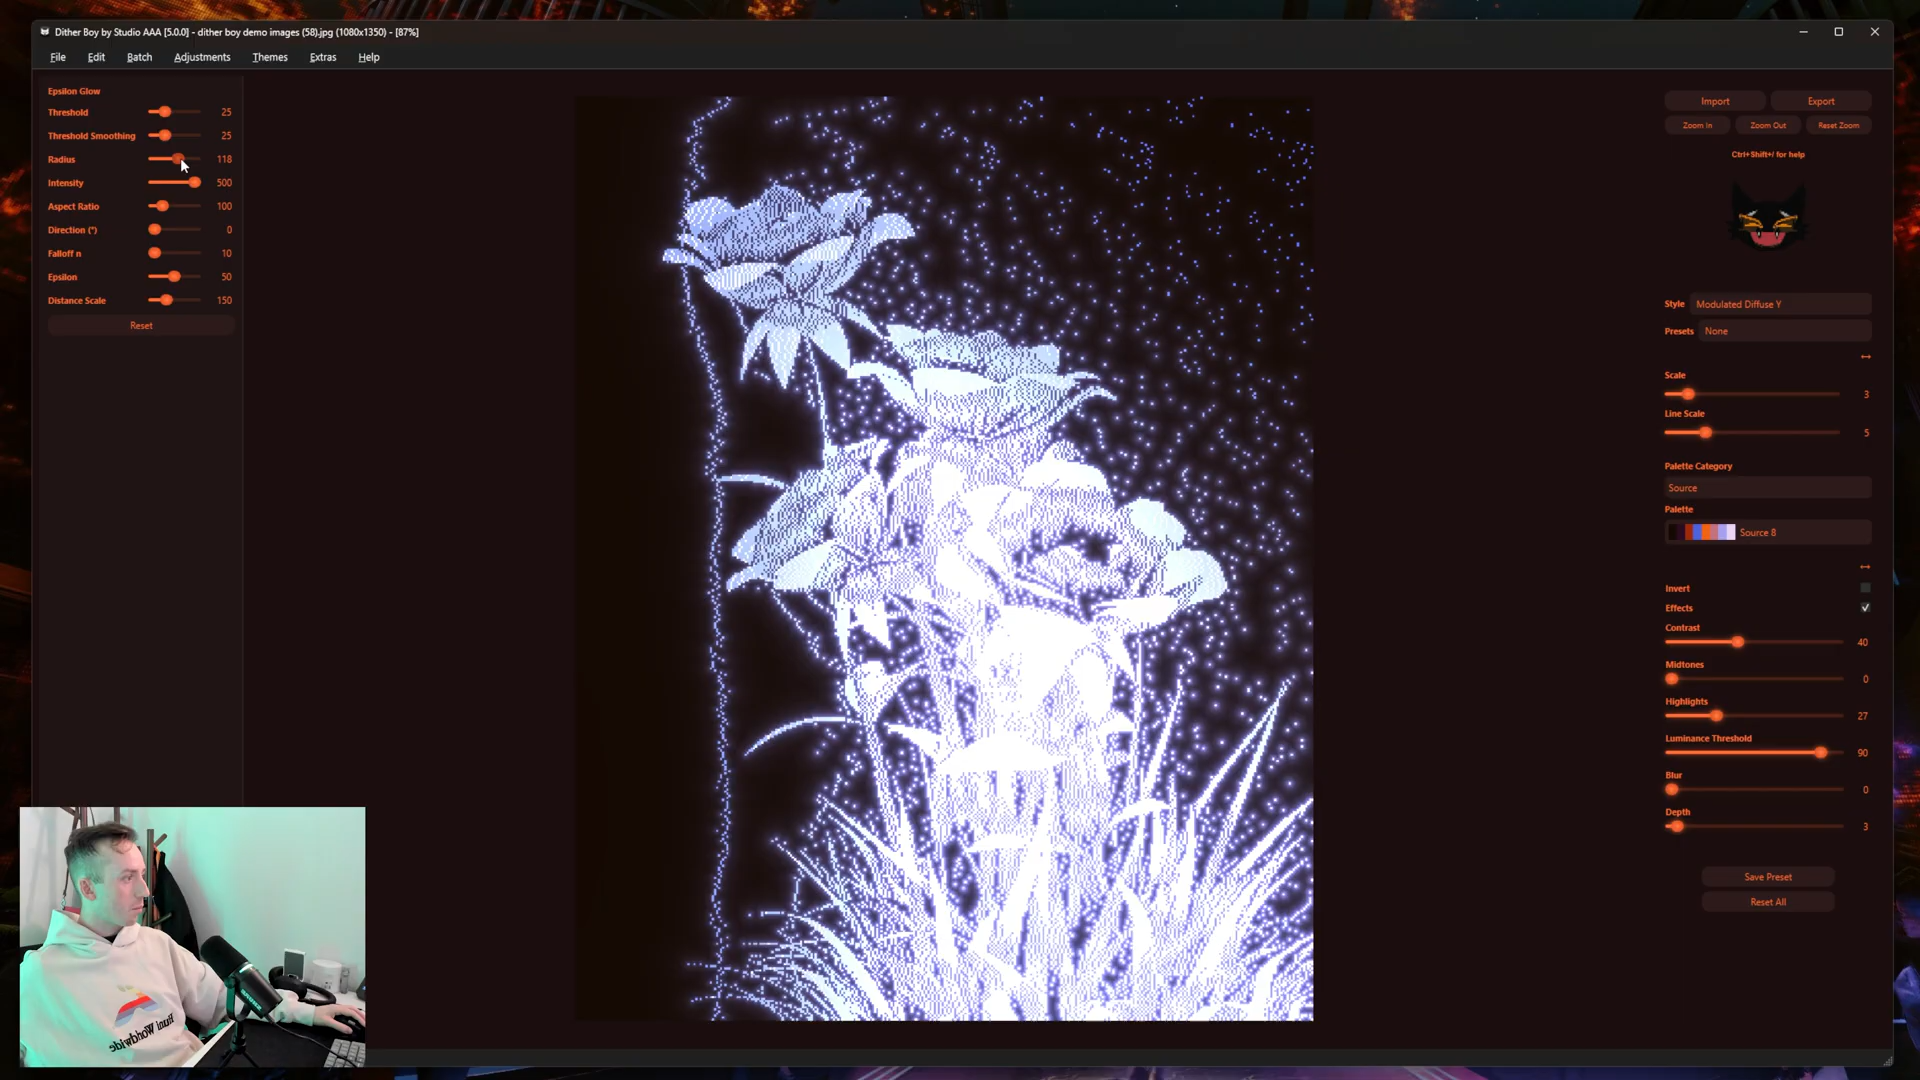 Dither Boy by Studio AAA [5.0.0] - dither boy demo images (58).jpg (1080x1350) - [87%]
File Edit Batch Adjustments Themes Extras Help
Epsilon Glow
Threshold 25
Threshold Smoothing 25
Radius 118
Intensity 500
Aspect Ratio 100
Direction (°) 0
Falloff n 10
Epsilon 50
Distance Scale 150
Reset
Import Export
Zoom In Zoom Out Reset Zoom
Ctrl+Shift+/ for help
Style Modulated Diffuse Y
Presets None
Scale
3
Line Scale
5
Palette Category
Source
Palette
Source 8
Invert
Effects
Contrast
40
Midtones
0
Highlights
27
Luminance Threshold
90
Blur
0
Depth
3
Save Preset
Reset All
Huni Worldwide